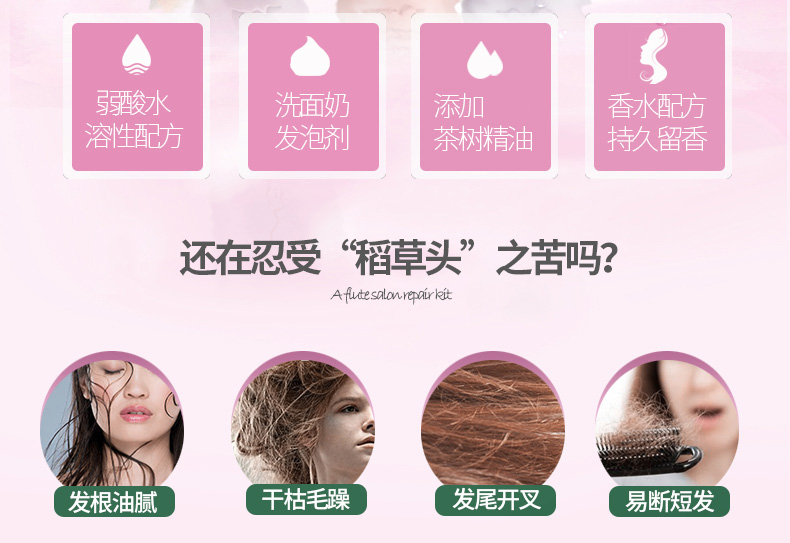 弱酸水
溶性配方
洗面奶
发泡剂
添加
茶树精油
香水配方
持久留香
还在忍受“稻草头”之苦吗?
A flute salon repair kit
发根油腻
干枯毛躁
发尾开叉
易断短发